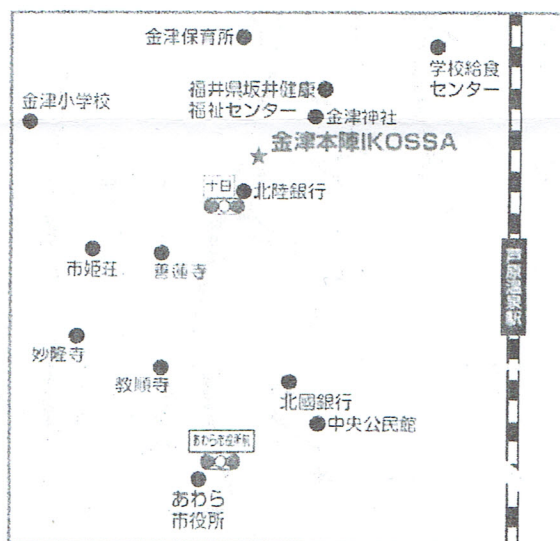 金津保育所
学校給食
センター
金津小学校
福井県坂井健康
福祉センター
金津神社
金津本陣IKOSSA
十日
北陸銀行
芦原温泉駅
市姫荘
善蓮寺
妙隆寺
教順寺
北國銀行
中央公民館
あわら市役所前
あわら
市役所